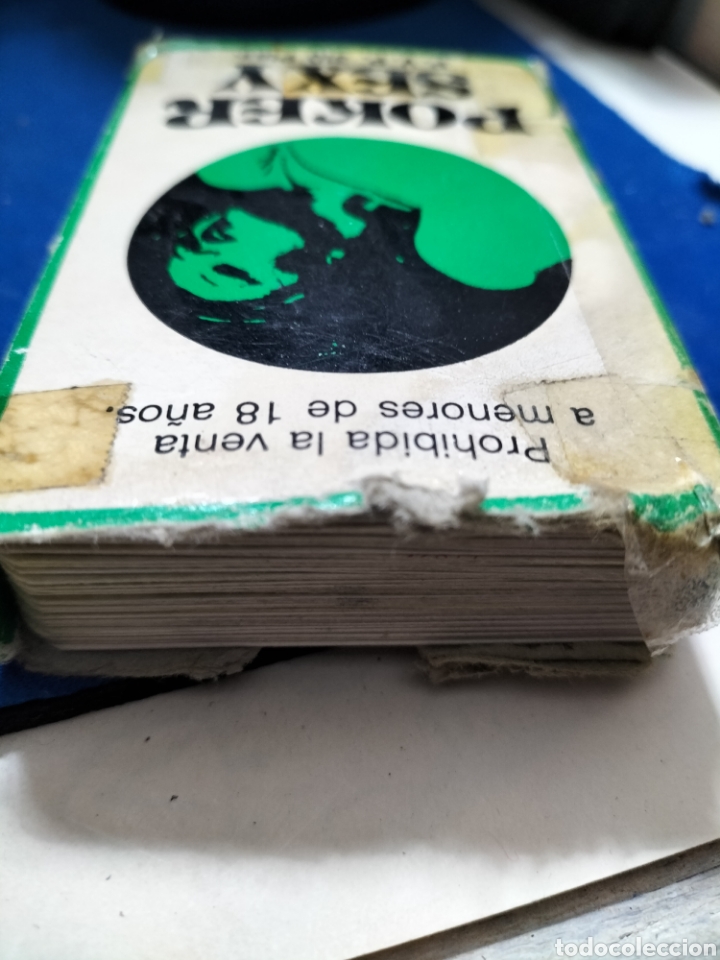 POKER
SEXY
Prohibida la venta
a menores de 18 años.
todocoleccion